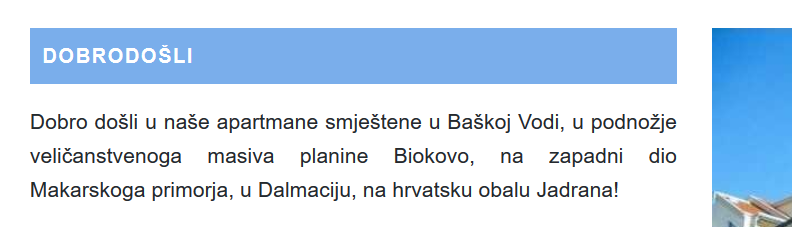 DOBRODOŠLI
Dobro došli u naše apartmane smještene u Baškoj Vodi, u podnožje
veličanstvenoga masiva planine Biokovo, na zapadni dio
Makarskoga primorja, u Dalmaciju, na hrvatsku obalu Jadrana!